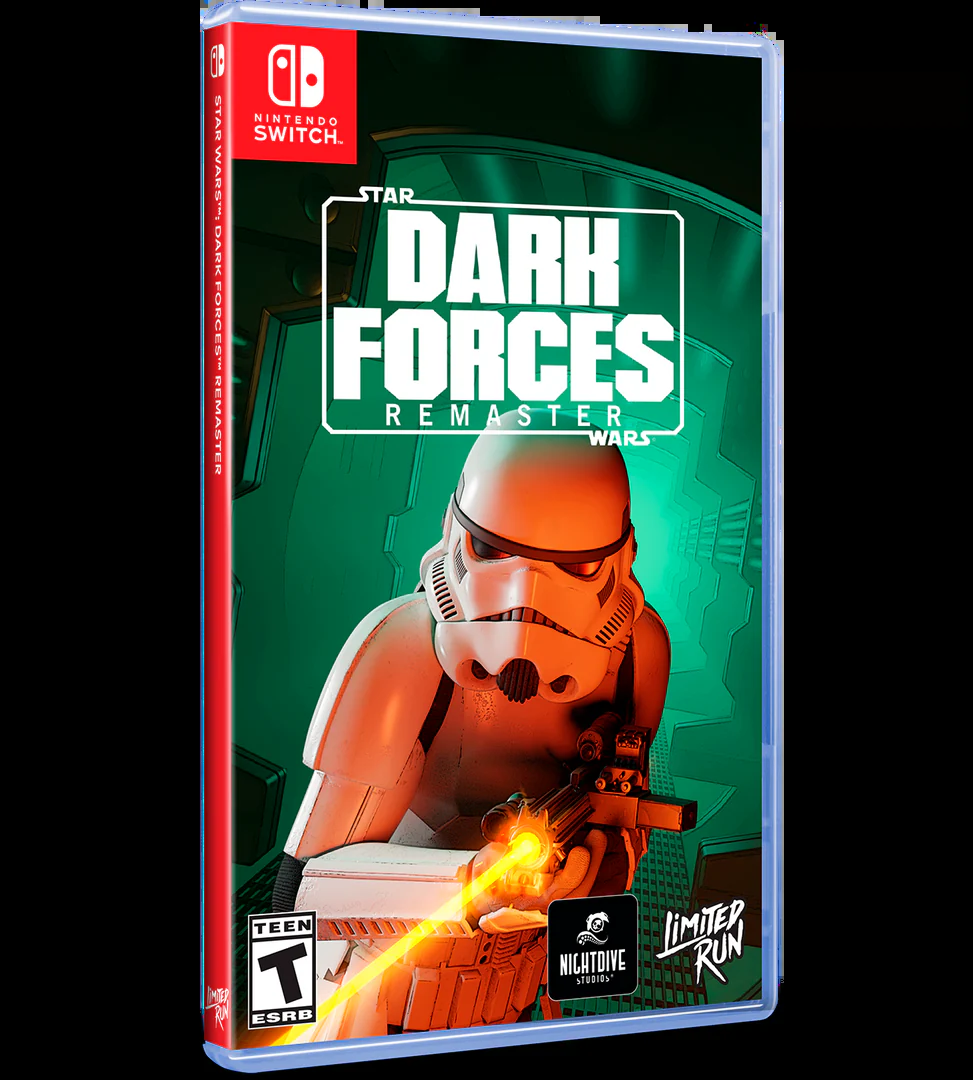 NINTENDO
SWITCH™
STAR WARS™: DARK FORCES™ REMASTER
STAR
DARK
FORCES
REMASTER
WARS
TEEN
T
ESRB
NIGHTDIVE
STUDIOS®
LIMITED
RUN
LIMITED
RUN